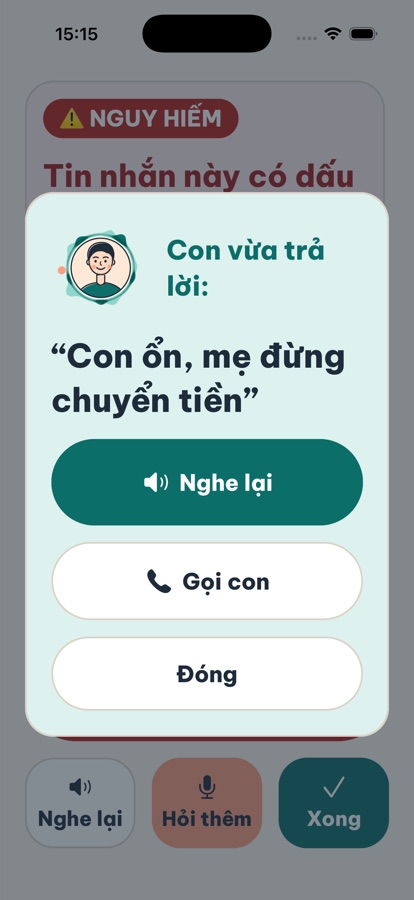 15:15
NGUY HIỂM
Tin nhắn này có dấu
Con vừa trả
lời:
“Con ổn, mẹ đừng
chuyển tiền”
Nghe lại
Gọi con
Đóng
Nghe lại
Hỏi thêm
Xong